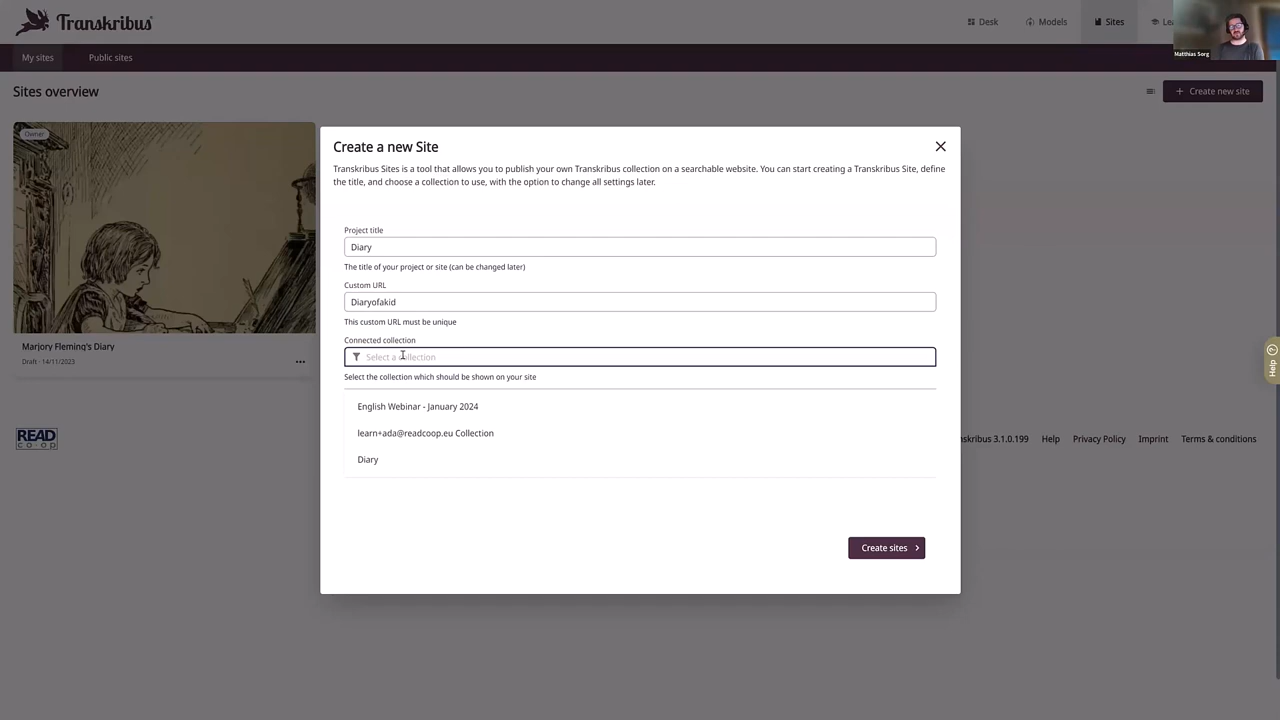 Transkribus
Desk
Models
Sites
Matthias Sorg
My sites
Public sites
Sites overview
Create new site
Owner
Marjory Fleming's Diary
Draft · 14/11/2023
Create a new Site
Transkribus Sites is a tool that allows you to publish your own Transkribus collection on a searchable website. You can start creating a Transkribus Site, define
the title, and choose a collection to use, with the option to change all settings later.
Project title
Diary
The title of your project or site (can be changed later)
Custom URL
Diaryofakid
This custom URL must be unique
Connected collection
Select a collection
Select the collection which should be shown on your site
English Webinar - January 2024
learn+ada@readcoop.eu Collection
Diary
Create sites
READ
CO-OP
3.1.0.199
Help
Privacy Policy
Imprint
Terms & conditions
Help